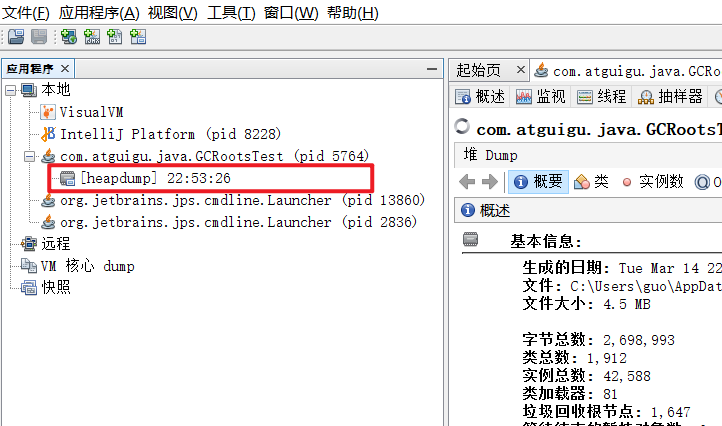 文件(F) 应用程序(A) 视图(V) 工具(T) 窗口(W) 帮助(H)
应用程序
本地
VisualVM
IntelliJ Platform (pid 8228)
com.atguigu.java.GCRootsTest (pid 5764)
[heapdump] 22:53:26
org.jetbrains.jps.cmdline.Launcher (pid 13860)
org.jetbrains.jps.cmdline.Launcher (pid 2836)
远程
VM 核心 dump
快照
起始页 com.atguigu.java.GCRo
概述 监视 线程 抽样器
com.atguigu.java.GCRootsTest
堆 Dump
概要 类 实例数
概述
基本信息:
生成的日期: Tue Mar 14 22
文件: C:\Users\guo\AppDat
文件大小: 4.5 MB
字节总数: 2,698,993
类总数: 1,912
实例总数: 42,588
类加载器: 81
垃圾回收根节点: 1,647